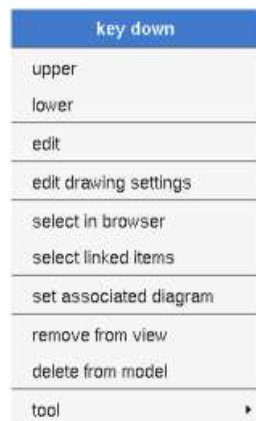 key down
upper
lower
edit
edit drawing settings
select in browser
select linked items
set associated diagram
remove from view
delete from model
tool